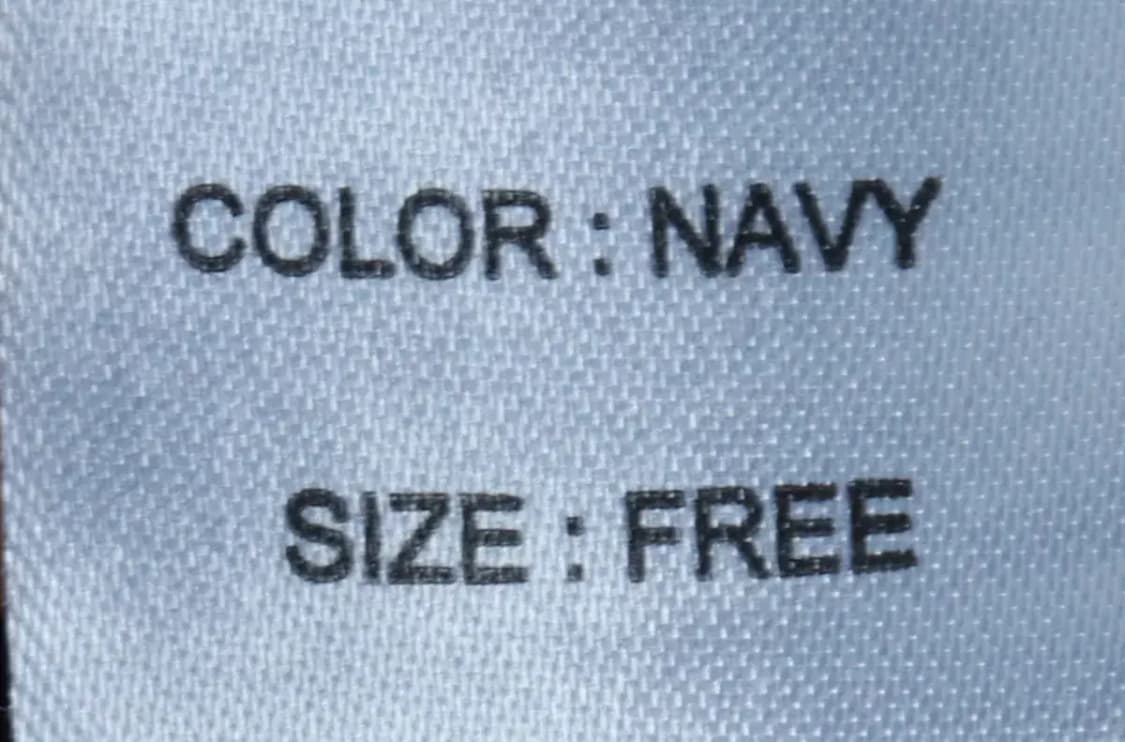 COLOR : NAVY
SIZE : FREE